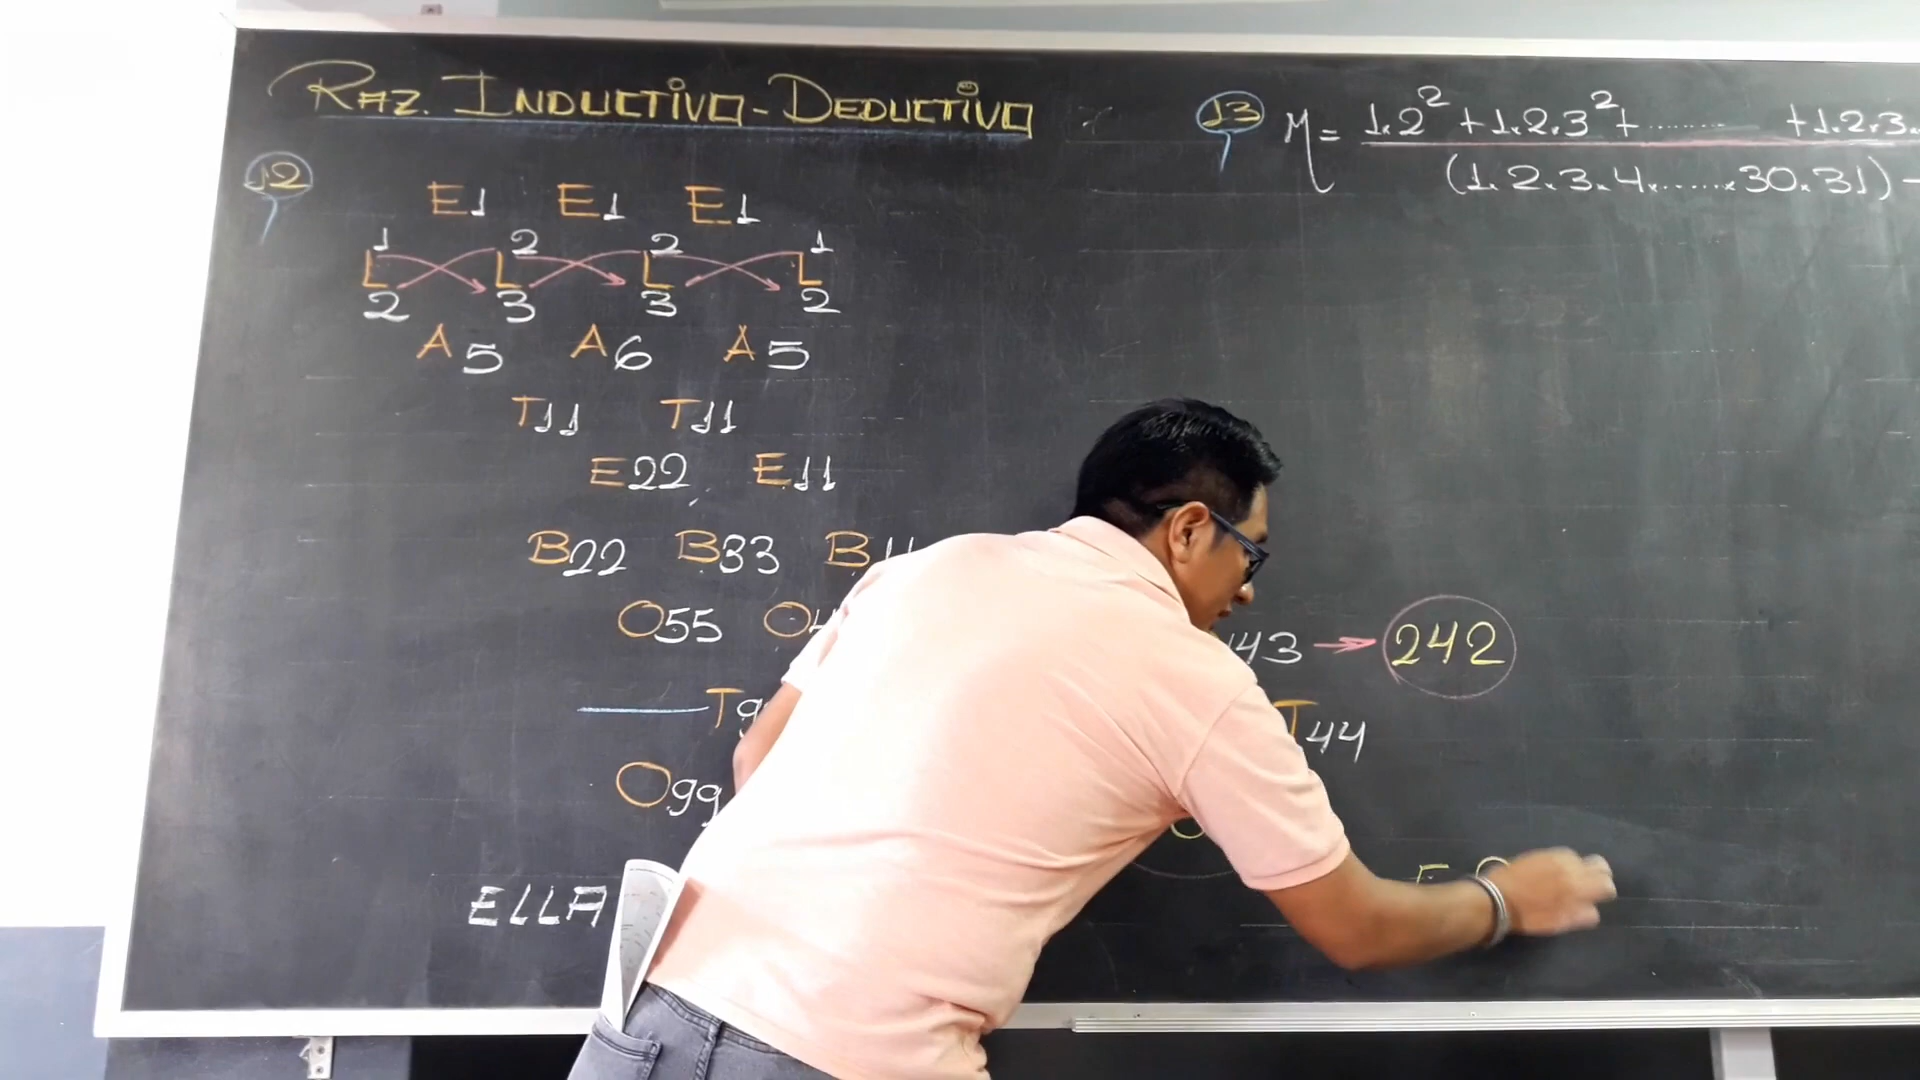 RAZ. INDUCTIVO - DEDUCTIVO
12
E1 E1 E1
1 2 2 1
L L L L
2 3 3 2
A5 A6 A5
T11 T11
E22 E11
B22 B33 B
O55 O4
T9
O99
ELLA
13 M = 1×2² + 1×2×3² + ........ + 1×2×3×
(1×2×3×4×......×30×31) -
143 → 242
T44